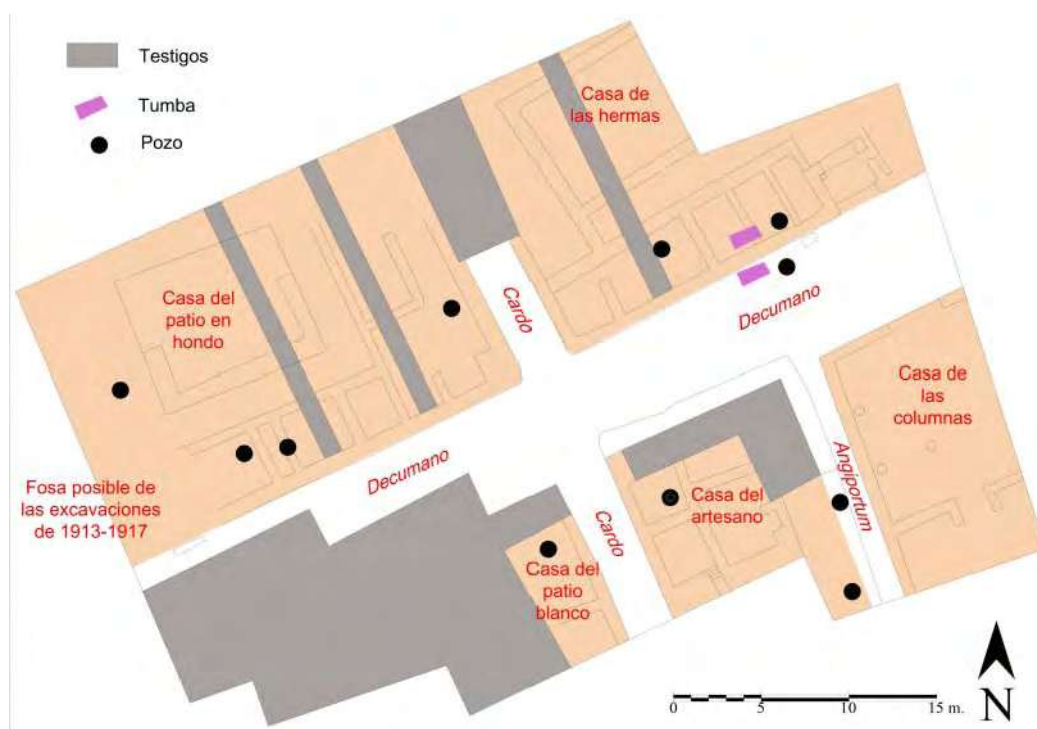 Testigos
Tumba
Pozo
Casa de
las hermas
Casa del
patio en
hondo
Cardo
Decumano
Casa de
las
columnas
Decumano
Angiportum
Fosa posible de
las excavaciones
de 1913-1917
Casa del
artesano
Cardo
Casa del
patio
blanco
0 5 10 15 m.
N